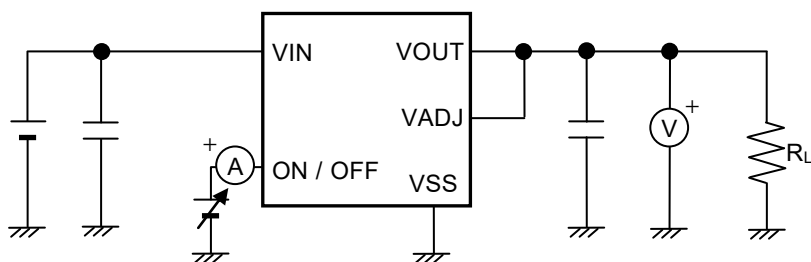 VIN VOUT
VADJ
+
V
+
A
ON / OFF
VSS
RL